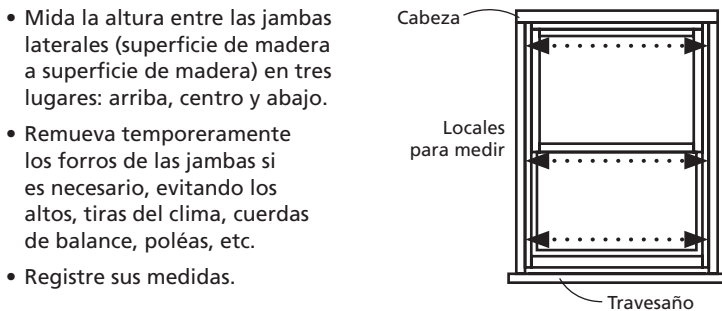 • Mida la altura entre las jambas
laterales (superficie de madera
a superficie de madera) en tres
lugares: arriba, centro y abajo.
• Remueva temporeramente
los forros de las jambas si
es necesario, evitando los
altos, tiras del clima, cuerdas
de balance, poléas, etc.
• Registre sus medidas.
Cabeza
Locales
para medir
Travesaño